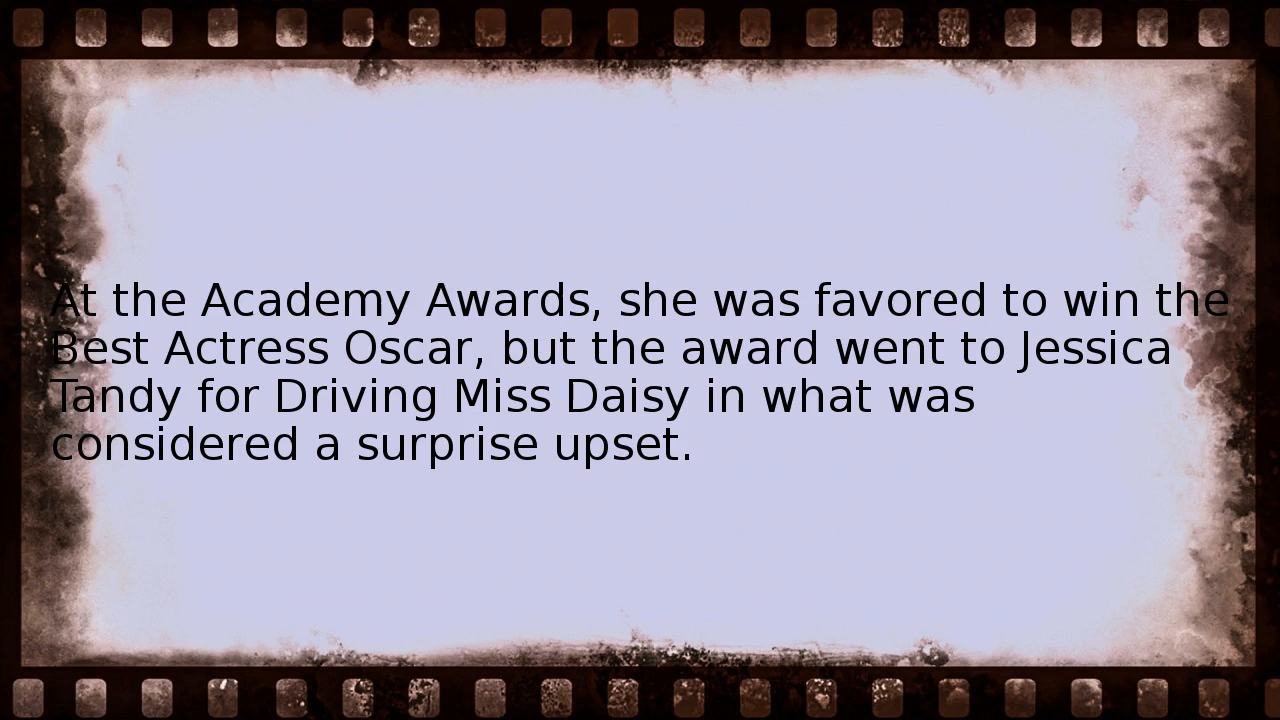 At the Academy Awards, she was favored to win the
Best Actress Oscar, but the award went to Jessica
Tandy for Driving Miss Daisy in what was
considered a surprise upset.